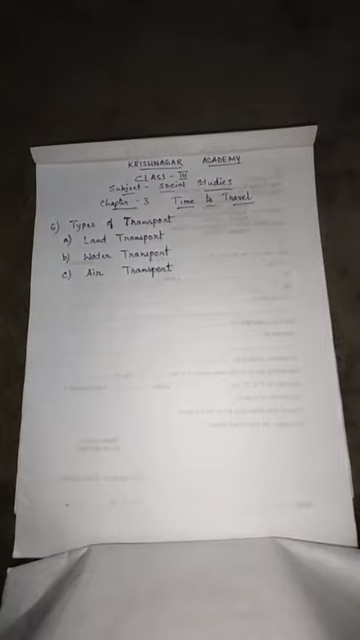 KRISHNAGAR ACADEMY
CLASS - III
Subject - Social Studies
Chapter - 3 Time to Travel
6) Types of Transport
a) Land Transport
b) Water Transport
c) Air Transport